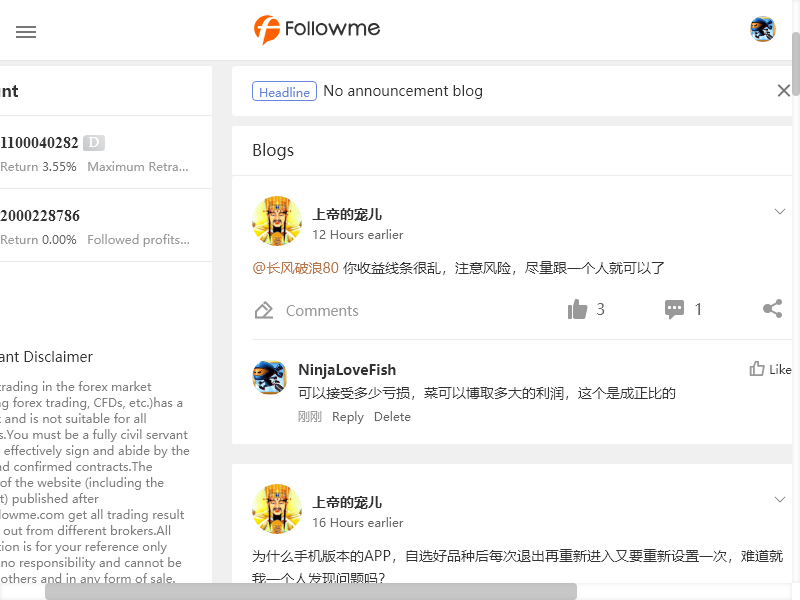 Followme
nt
1100040282 D
Return 3.55% Maximum Retra...
2000228786
Return 0.00% Followed profits...
ant Disclaimer
trading in the forex market
g forex trading, CFDs, etc.)has a
t and is not suitable for all
s.You must be a fully civil servant
effectively sign and abide by the
nd confirmed contracts.The
of the website (including the
t) published after
lowme.com get all trading result
out from different brokers.All
tion is for your reference only
no responsibility and cannot be
others and in any form of sale.
Headline No announcement blog
Blogs
上帝的宠儿
12 Hours earlier
@长风破浪80 你收益线条很乱，注意风险，尽量跟一个人就可以了
Comments 3 1
NinjaLoveFish Like
可以接受多少亏损，菜可以博取多大的利润，这个是成正比的
刚刚 Reply Delete
上帝的宠儿
16 Hours earlier
为什么手机版本的APP，自选好品种后每次退出再重新进入又要重新设置一次，难道就
我一个人发现问题吗？